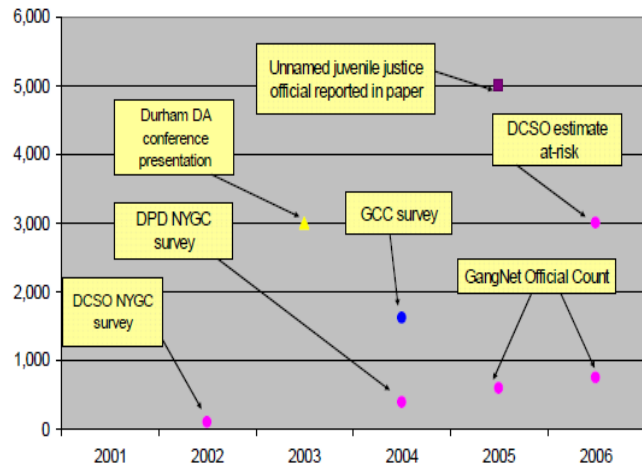 6,000
5,000
4,000
3,000
2,000
1,000
0
Unnamed juvenile justice
official reported in paper
Durham DA
conference
presentation
DCSO estimate
at-risk
DPD NYGC
survey
GCC survey
GangNet Official Count
DCSO NYGC
survey
2001
2002
2003
2004
2005
2006